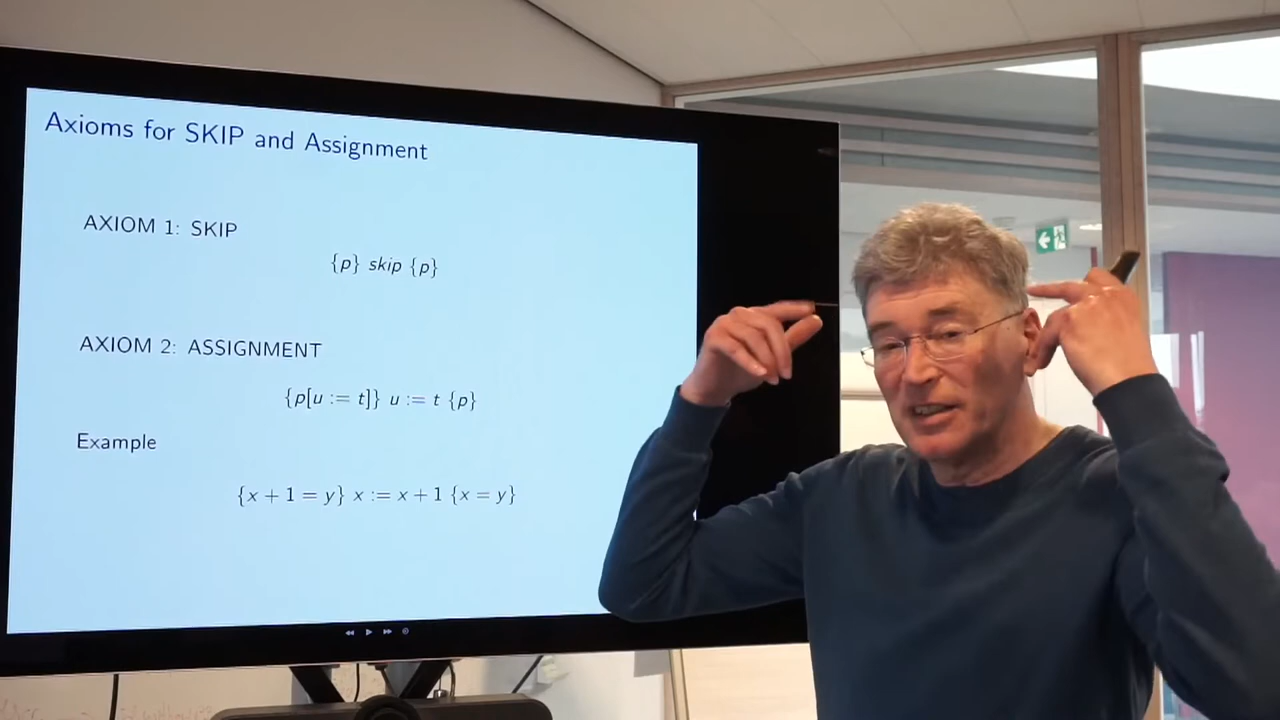 Axioms for SKIP and Assignment
AXIOM 1: SKIP
{p} skip {p}
AXIOM 2: ASSIGNMENT
{p[u := t]} u := t {p}
Example
{x + 1 = y} x := x + 1 {x = y}